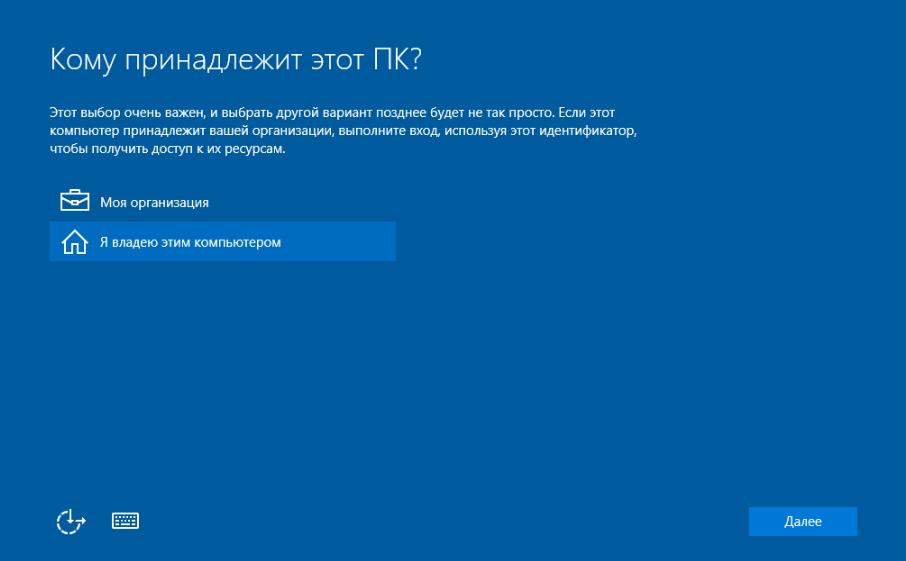 Кому принадлежит этот ПК?
Этот выбор очень важен, и выбрать другой вариант позднее будет не так просто. Если этот
компьютер принадлежит вашей организации, выполните вход, используя этот идентификатор,
чтобы получить доступ к их ресурсам.
Моя организация
Я владею этим компьютером
Далее